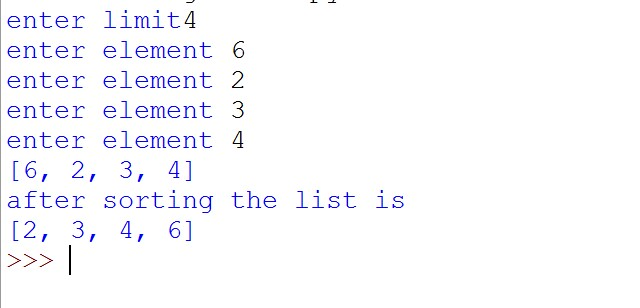 enter limit4
enter element 6
enter element 2
enter element 3
enter element 4
[6, 2, 3, 4]
after sorting the list is
[2, 3, 4, 6]
>>>